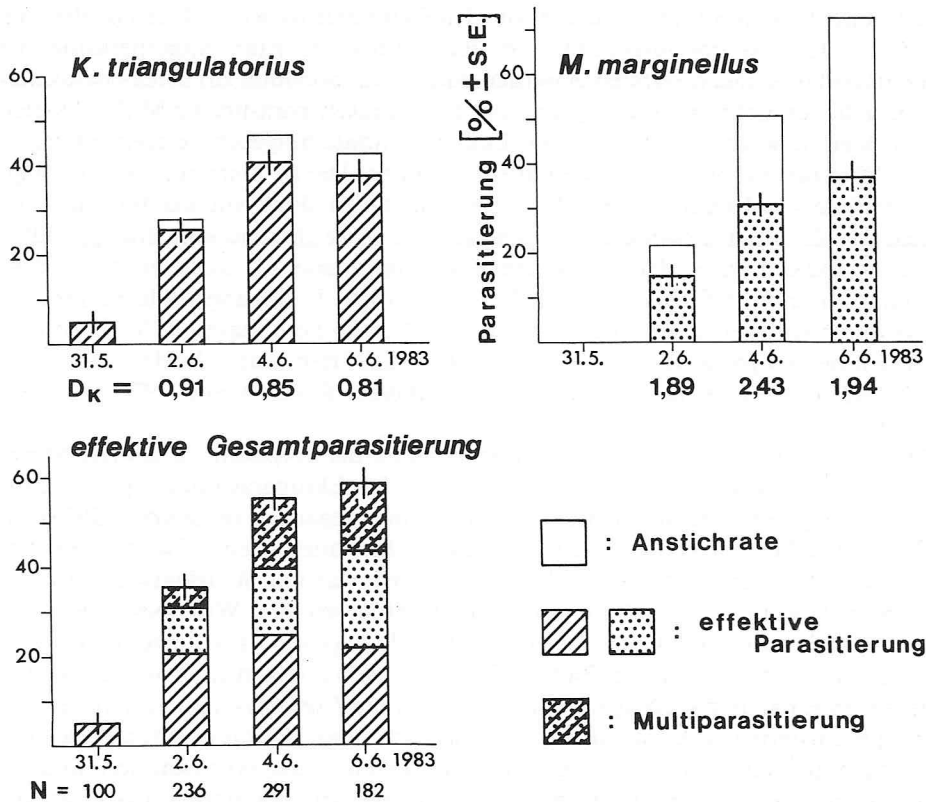 K. triangulatorius
60
40
20
31.5. 2.6. 4.6. 6.6. 1983
D_K = 0,91 0,85 0,81
M. marginellus
Parasitierung [% ± S.E.]
60
40
20
31.5. 2.6. 4.6. 6.6. 1983
1,89 2,43 1,94
effektive Gesamtparasitierung
60
40
20
31.5. 2.6. 4.6. 6.6. 1983
N = 100 236 291 182
: Anstichrate
: effektive
Parasitierung
: Multiparasitierung